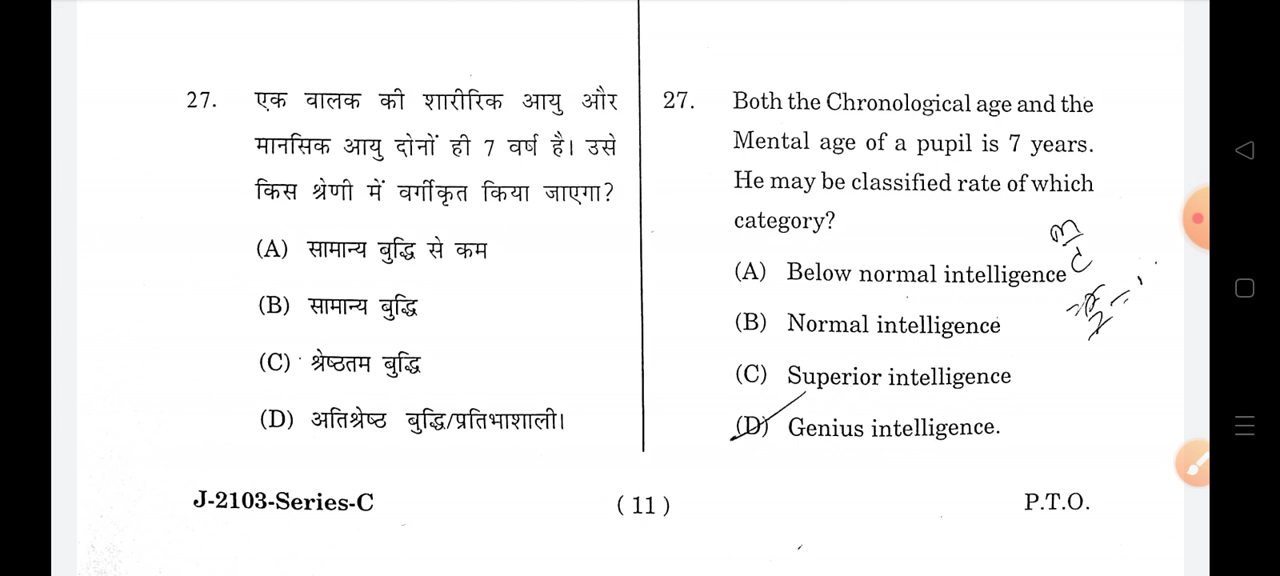 27. एक वालक की शारीरिक आयु और
मानसिक आयु दोनों ही 7 वर्ष है। उसे
किस श्रेणी में वर्गीकृत किया जाएगा?
(A) सामान्य बुद्धि से कम
(B) सामान्य बुद्धि
(C) श्रेष्ठतम बुद्धि
(D) अतिश्रेष्ठ बुद्धि/प्रतिभाशाली।
27. Both the Chronological age and the
Mental age of a pupil is 7 years.
He may be classified rate of which
category?
(A) Below normal intelligence
(B) Normal intelligence
(C) Superior intelligence
(D) Genius intelligence.
J-2103-Series-C
( 11 )
P.T.O.